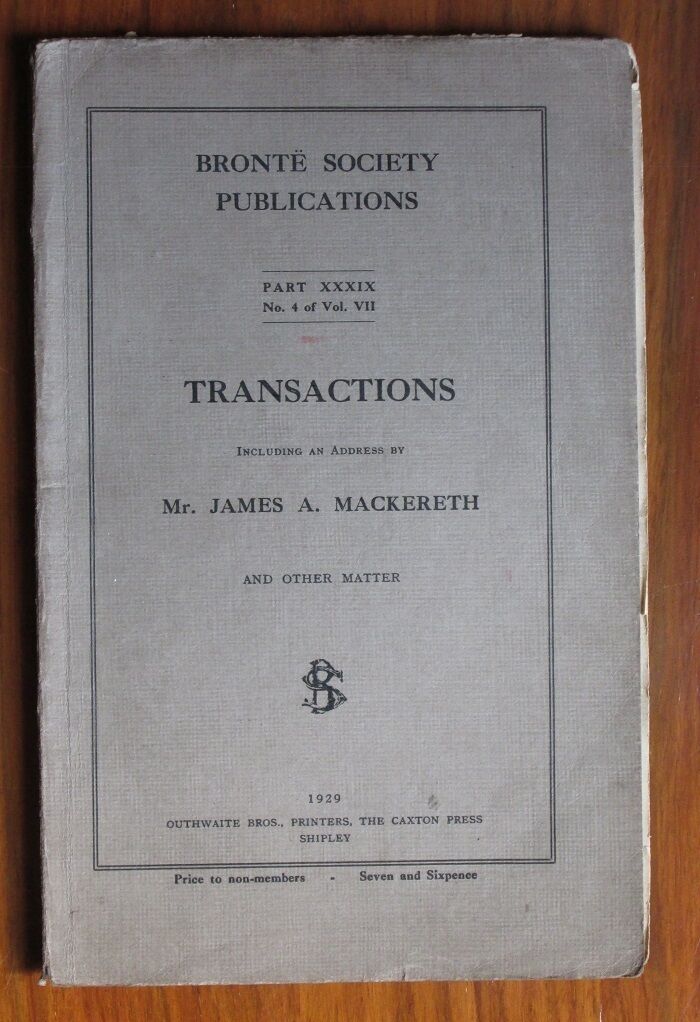 BRONTË SOCIETY
PUBLICATIONS
PART XXXIX
No. 4 of Vol. VII
TRANSACTIONS
INCLUDING AN ADDRESS BY
Mr. JAMES A. MACKERETH
AND OTHER MATTER
BS
1929
OUTHWAITE BROS., PRINTERS, THE CAXTON PRESS
SHIPLEY
Price to non-members - Seven and Sixpence